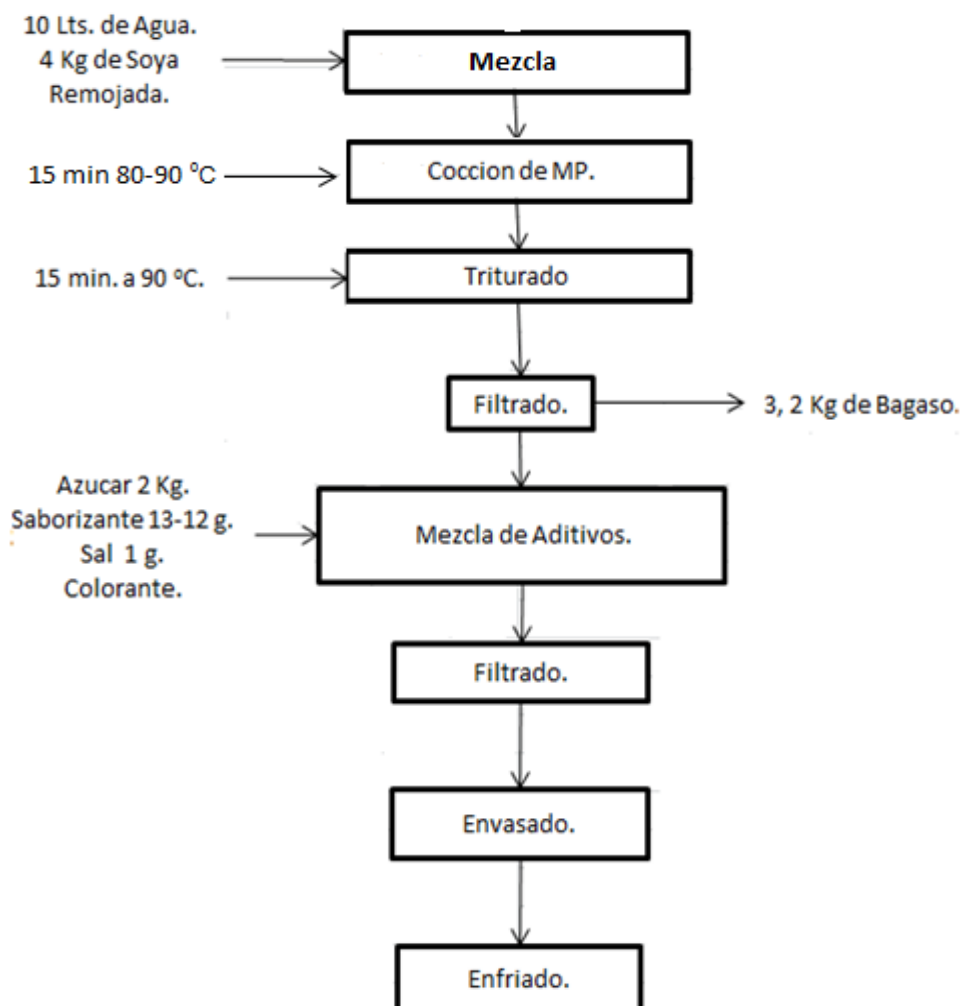 10 Lts. de Agua.
4 Kg de Soya
Remojada.
Mezcla
15 min 80-90 ⁰C
Coccion de MP.
15 min. a 90 ºC.
Triturado
Filtrado.
3, 2 Kg de Bagaso.
Azucar 2 Kg.
Saborizante 13-12 g.
Sal 1 g.
Colorante.
Mezcla de Aditivos.
Filtrado.
Envasado.
Enfriado.